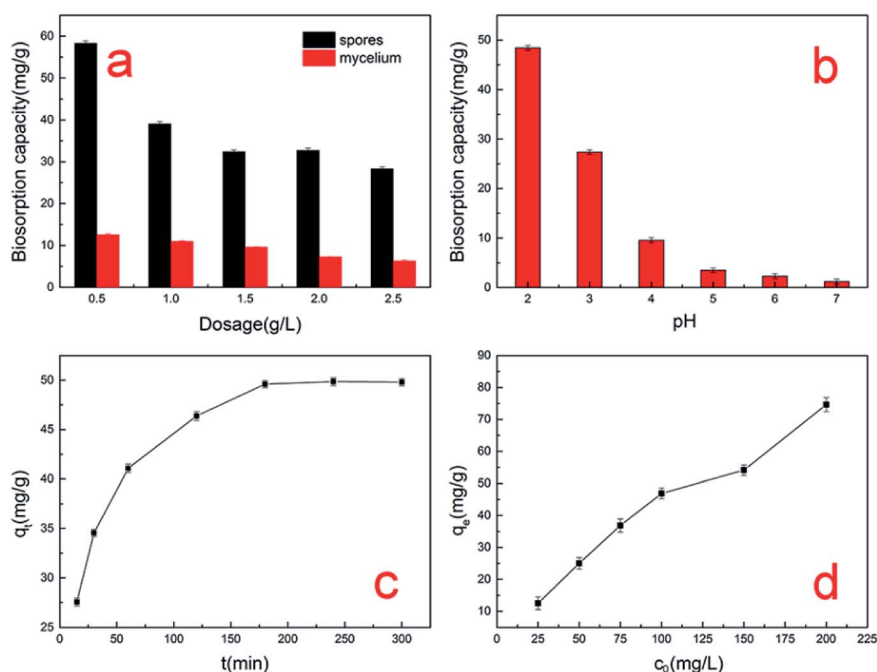 a
spores
mycelium
Biosorption capacity(mg/g)
60
50
40
30
20
10
0
0.5 1.0 1.5 2.0 2.5
Dosage(g/L)
b
Biosorption capacity(mg/g)
50
40
30
20
10
0
2 3 4 5 6 7
pH
c
qt(mg/g)
55
50
45
40
35
30
25
0 50 100 150 200 250 300
t(min)
d
qe(mg/g)
90
80
70
60
50
40
30
20
10
25 50 75 100 125 150 175 200 225
c0(mg/L)